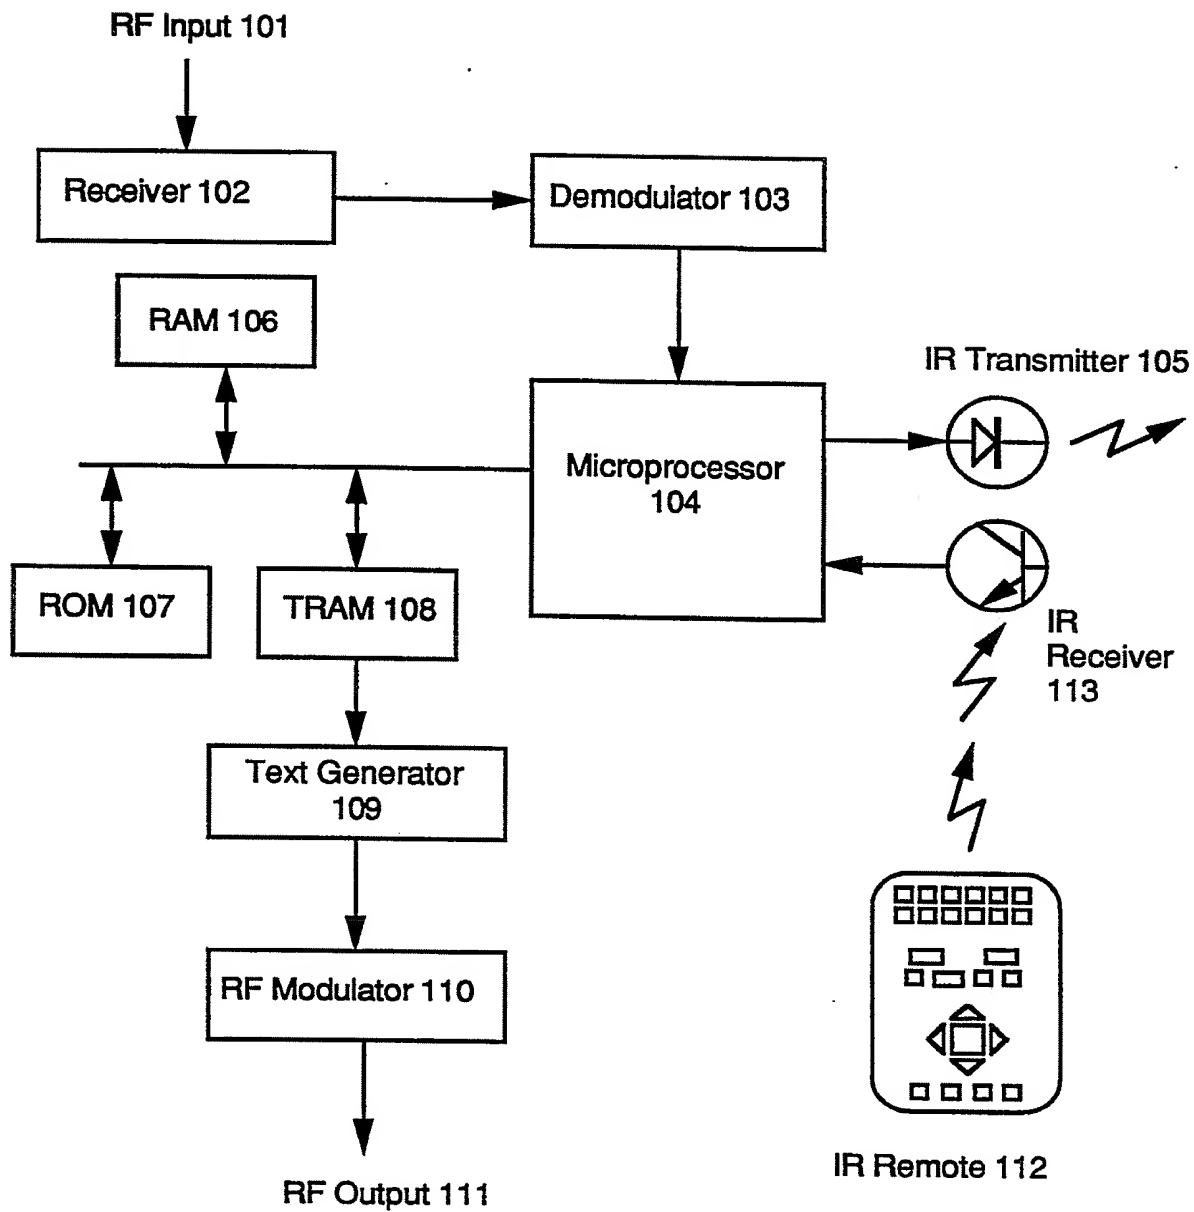 RF Input 101
Receiver 102
Demodulator 103
RAM 106
IR Transmitter 105
Microprocessor
104
ROM 107
TRAM 108
IR
Receiver
113
Text Generator
109
RF Modulator 110
IR Remote 112
RF Output 111